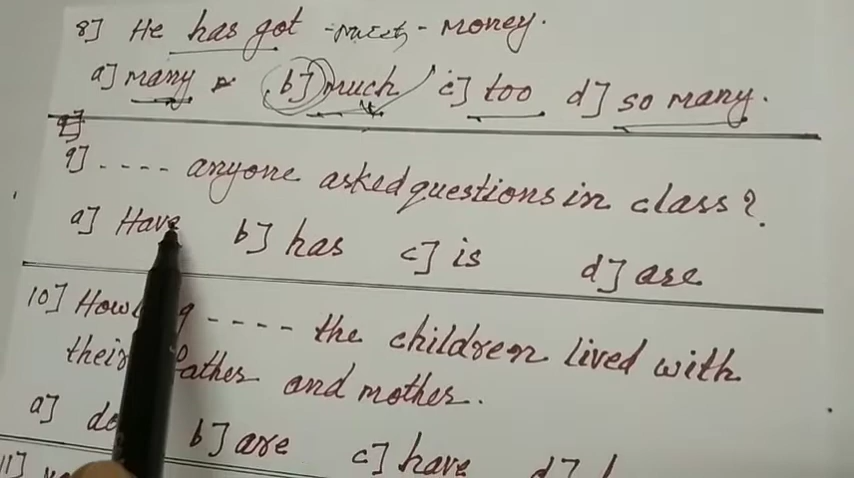 8] He has got much money.
a] many b] much c] too d] so many.
9] ---- anyone asked questions in class?
a] Have b] has c] is d] are
10] How ---- the children lived with
their father and mother.
a] b] are c] have d]
11]